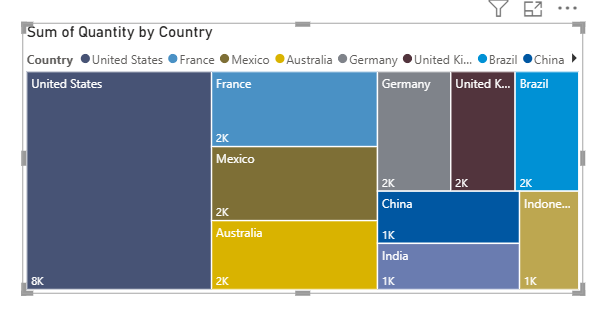 Sum of Quantity by Country
Country United States France Mexico Australia Germany United Ki... Brazil China
United States
8K
France
2K
Mexico
2K
Australia
2K
Germany
2K
United K...
2K
Brazil
2K
China
1K
India
1K
Indone...
1K